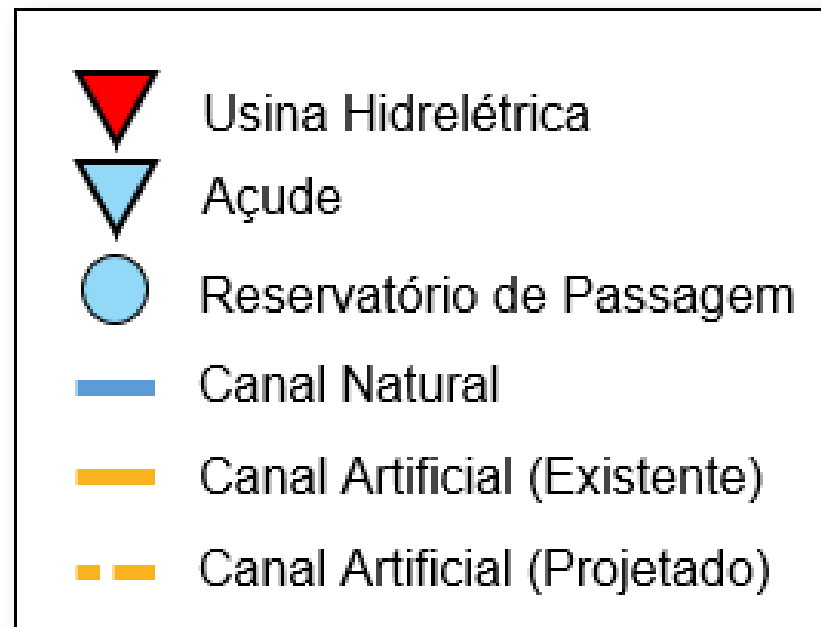 Usina Hidrelétrica
Açude
Reservatório de Passagem
Canal Natural
Canal Artificial (Existente)
Canal Artificial (Projetado)